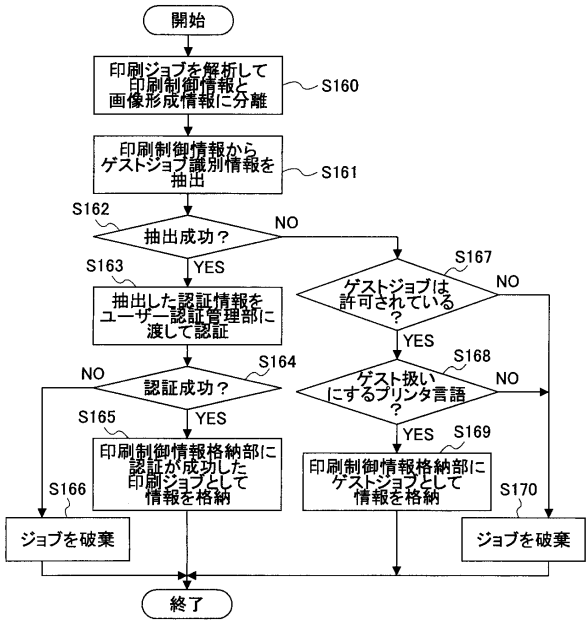 開始
印刷ジョブを解析して
印刷制御情報と
画像形成情報に分離
S160
印刷制御情報から
ゲストジョブ識別情報を
抽出
S161
S162
抽出成功？
NO
YES
S163
抽出した認証情報を
ユーザー認証管理部に
渡して認証
S167
ゲストジョブは
許可されている
？
NO
YES
S164
認証成功？
NO
YES
S168
ゲスト扱い
にするプリンタ言語
？
NO
YES
S165
印刷制御情報格納部に
認証が成功した
印刷ジョブとして
情報を格納
S169
印刷制御情報格納部に
ゲストジョブとして
情報を格納
S166
ジョブを破棄
S170
ジョブを破棄
終了